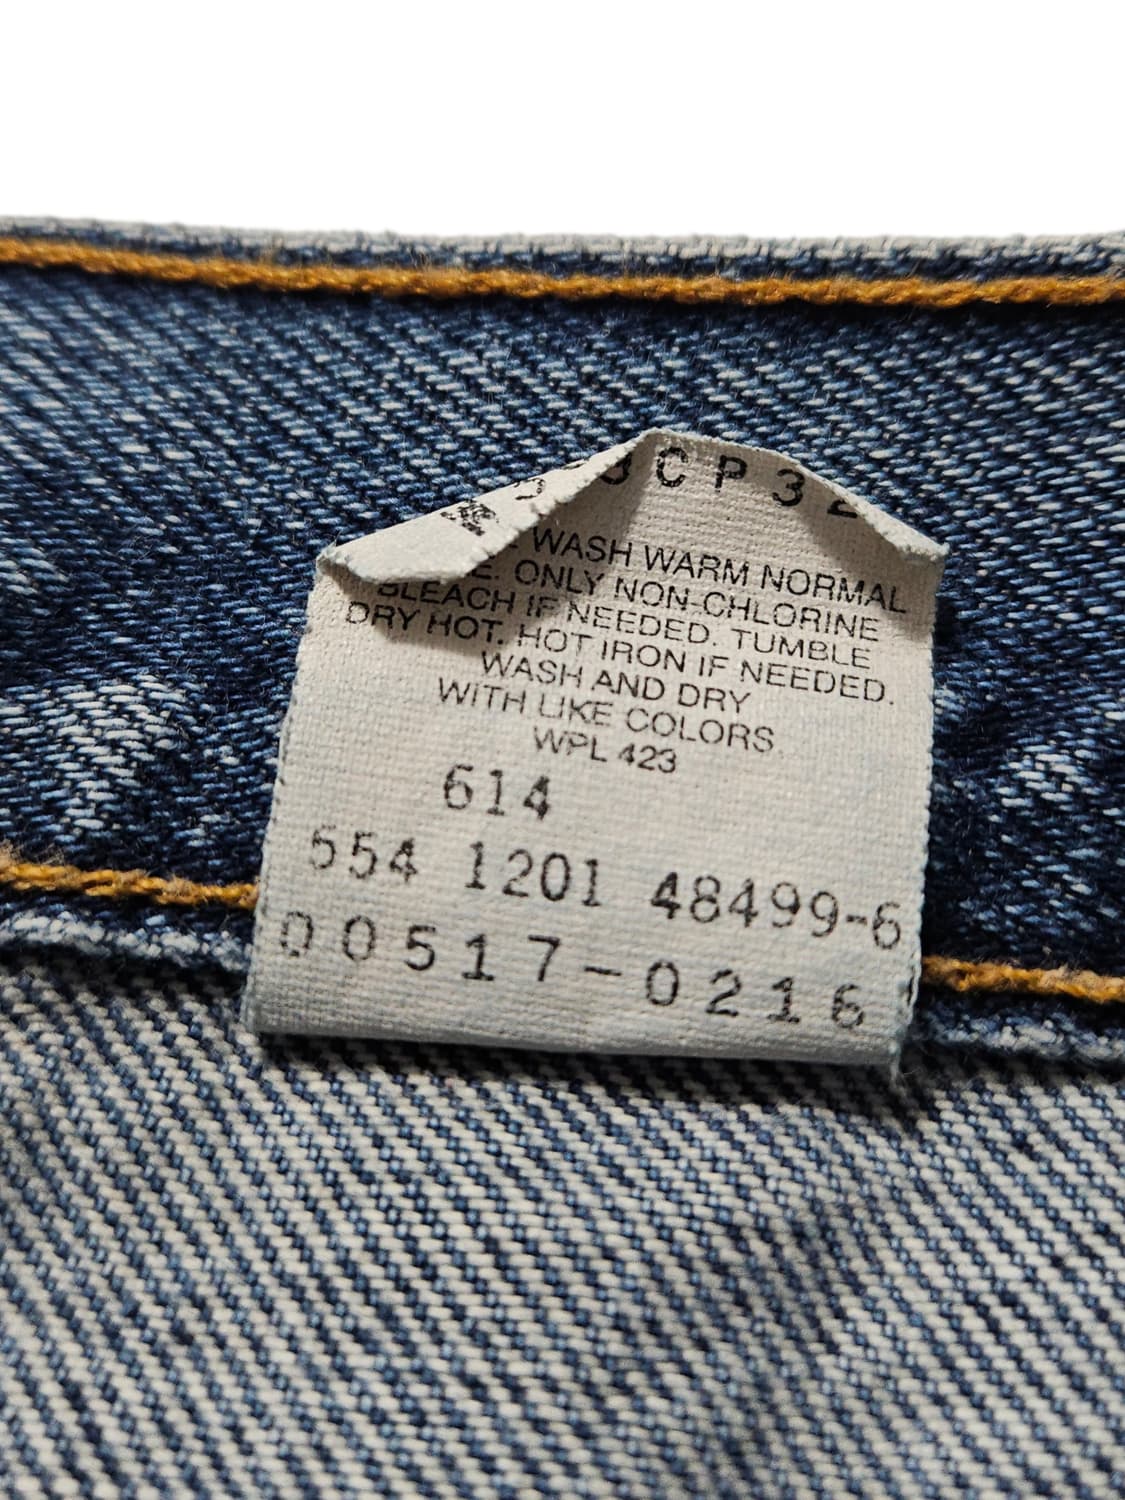 CP32
WASH WARM NORMAL
ONLY NON-CHLORINE
BLEACH IF NEEDED. TUMBLE
DRY HOT. HOT IRON IF NEEDED.
WASH AND DRY
WITH LIKE COLORS
WPL 423
614
554 1201 48499-6
00517-0216